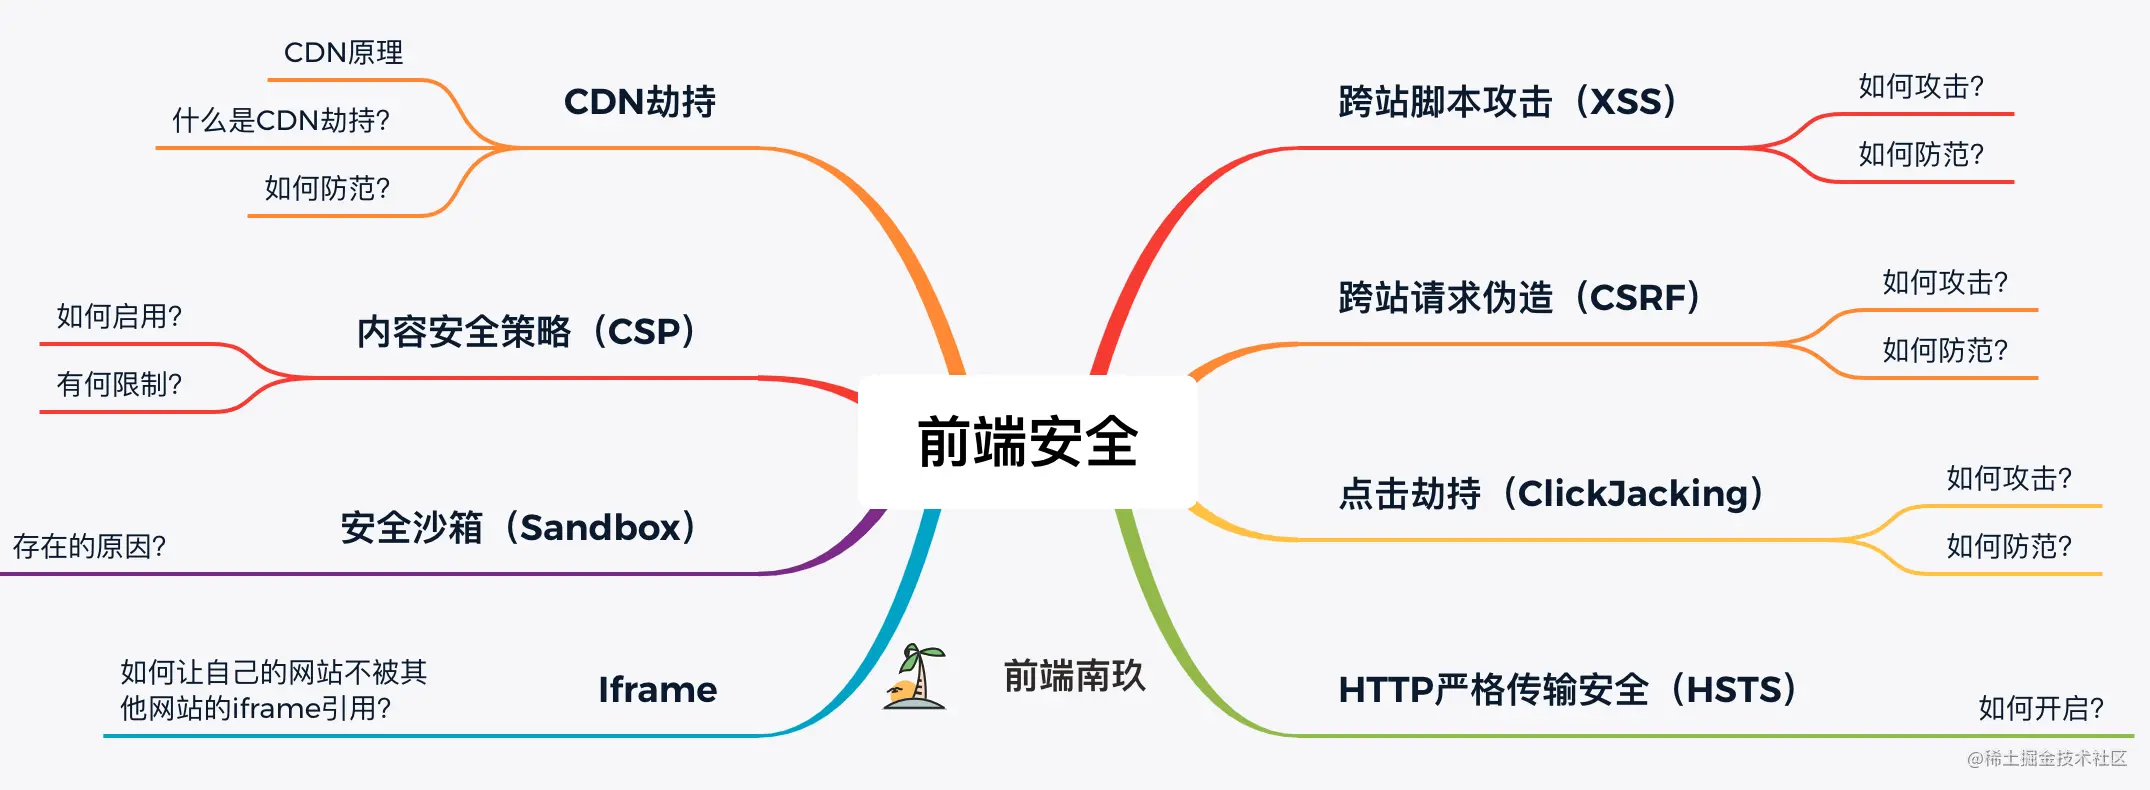 前端安全
跨站脚本攻击（XSS）
如何攻击?
如何防范?
跨站请求伪造（CSRF）
如何攻击?
如何防范?
点击劫持（ClickJacking）
如何攻击?
如何防范?
HTTP严格传输安全（HSTS）
如何开启?
CDN劫持
CDN原理
什么是CDN劫持?
如何防范?
内容安全策略（CSP）
如何启用?
有何限制?
安全沙箱（Sandbox）
存在的原因?
Iframe
如何让自己的网站不被其
他网站的iframe引用?
前端南玖
@稀土掘金技术社区